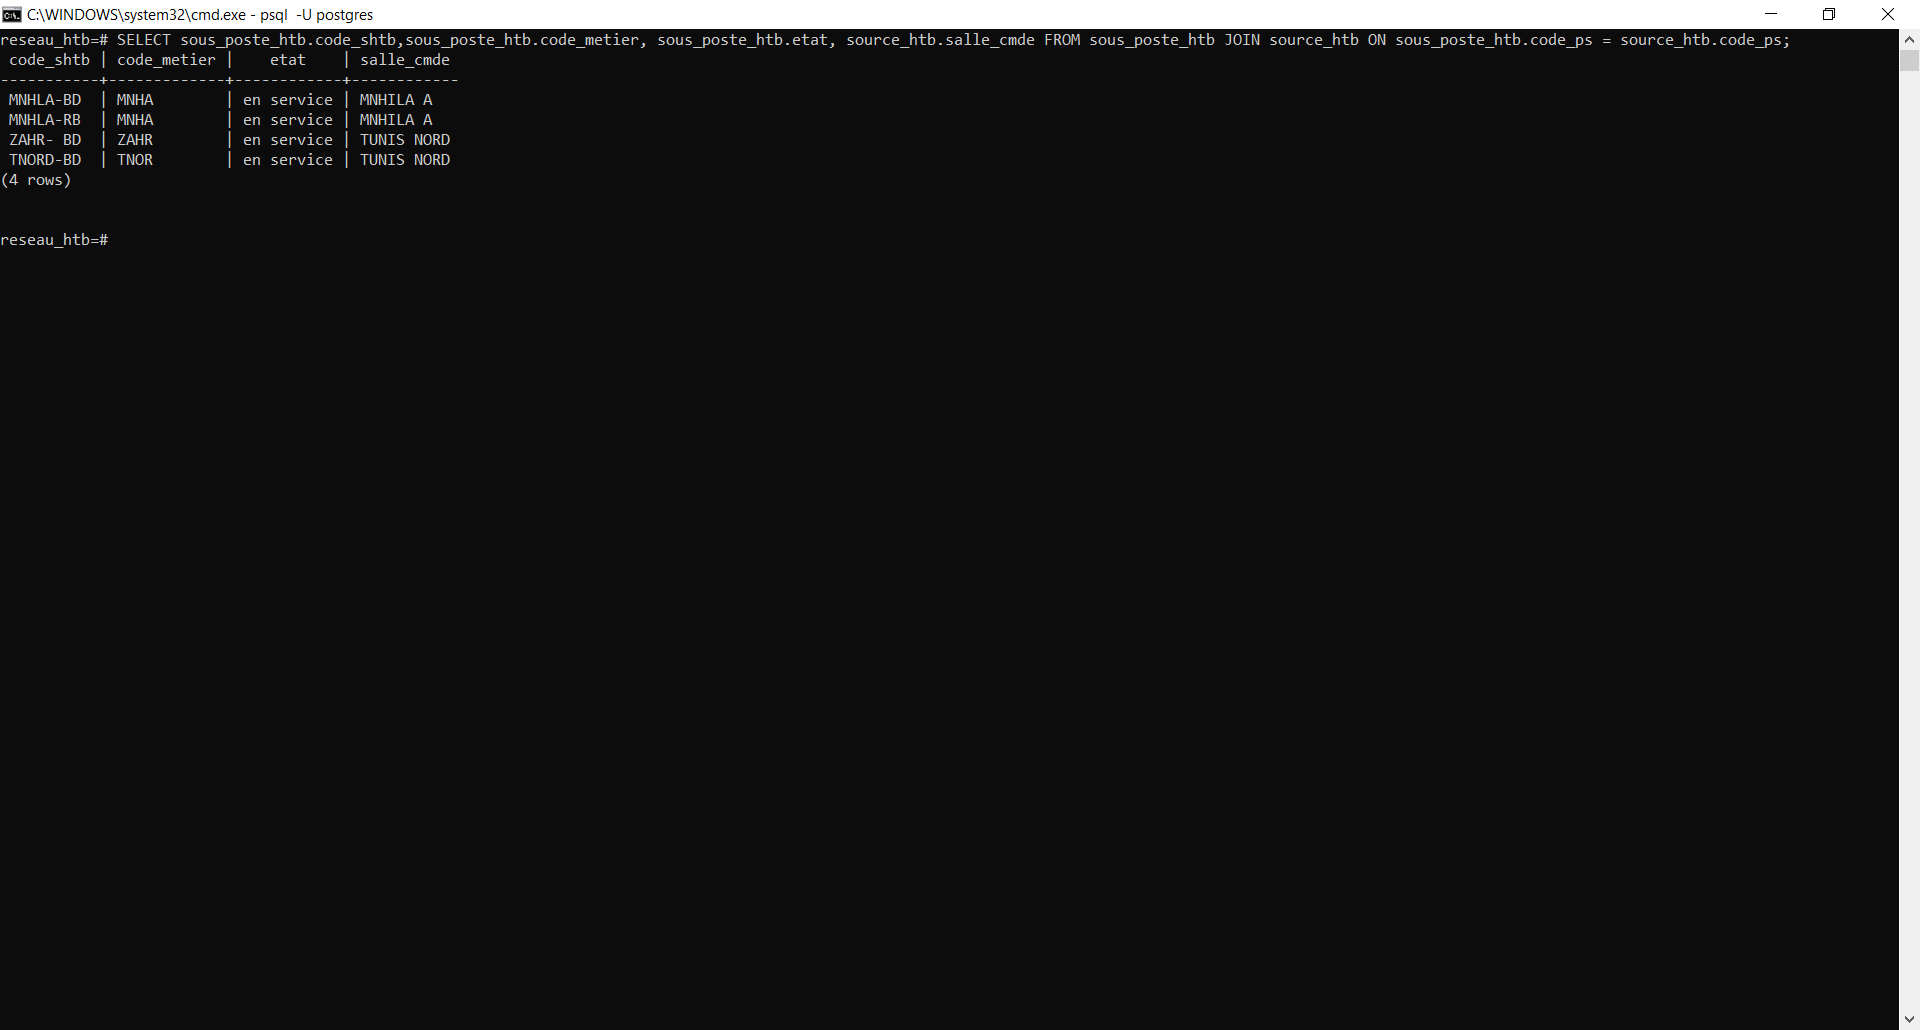 C:\WINDOWS\system32\cmd.exe - psql  -U postgres
reseau_htb=# SELECT sous_poste_htb.code_shtb,sous_poste_htb.code_metier, sous_poste_htb.etat, source_htb.salle_cmde FROM sous_poste_htb JOIN source_htb ON sous_poste_htb.code_ps = source_htb.code_ps;
 code_shtb | code_metier |    etat    | salle_cmde
-----------+-------------+------------+------------
 MNHLA-BD  | MNHA        | en service | MNHILA A
 MNHLA-RB  | MNHA        | en service | MNHILA A
 ZAHR- BD  | ZAHR        | en service | TUNIS NORD
 TNORD-BD  | TNOR        | en service | TUNIS NORD
(4 rows)
reseau_htb=#